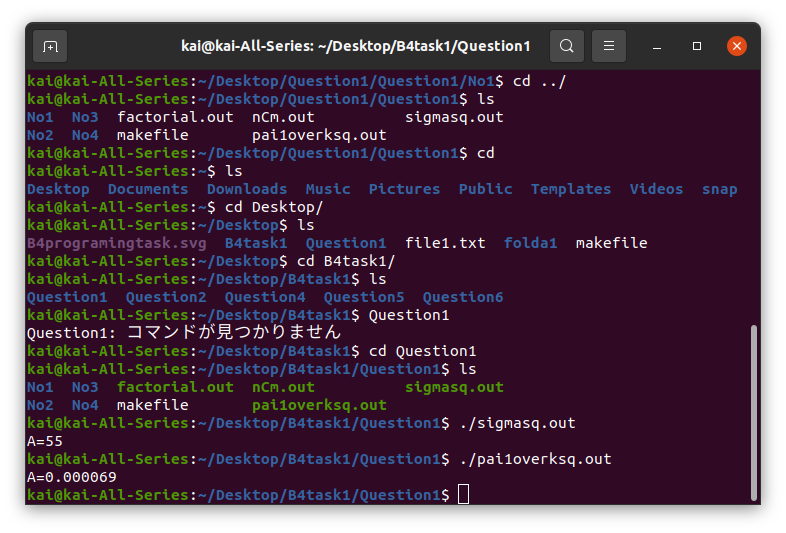 kai@kai-All-Series: ~/Desktop/B4task1/Question1
kai@kai-All-Series:~/Desktop/Question1/Question1/No1$ cd ../
kai@kai-All-Series:~/Desktop/Question1/Question1$ ls
No1  No3  factorial.out  nCm.out          sigmasq.out
No2  No4  makefile       pai1overksq.out
kai@kai-All-Series:~/Desktop/Question1/Question1$ cd
kai@kai-All-Series:~$ ls
Desktop  Documents  Downloads  Music  Pictures  Public  Templates  Videos  snap
kai@kai-All-Series:~$ cd Desktop/
kai@kai-All-Series:~/Desktop$ ls
B4programingtask.svg  B4task1  Question1  file1.txt  folda1  makefile
kai@kai-All-Series:~/Desktop$ cd B4task1/
kai@kai-All-Series:~/Desktop/B4task1$ ls
Question1  Question2  Question4  Question5  Question6
kai@kai-All-Series:~/Desktop/B4task1$ Question1
Question1: コマンドが見つかりません
kai@kai-All-Series:~/Desktop/B4task1$ cd Question1
kai@kai-All-Series:~/Desktop/B4task1/Question1$ ls
No1  No3  factorial.out  nCm.out          sigmasq.out
No2  No4  makefile       pai1overksq.out
kai@kai-All-Series:~/Desktop/B4task1/Question1$ ./sigmasq.out
A=55
kai@kai-All-Series:~/Desktop/B4task1/Question1$ ./pai1overksq.out
A=0.000069
kai@kai-All-Series:~/Desktop/B4task1/Question1$